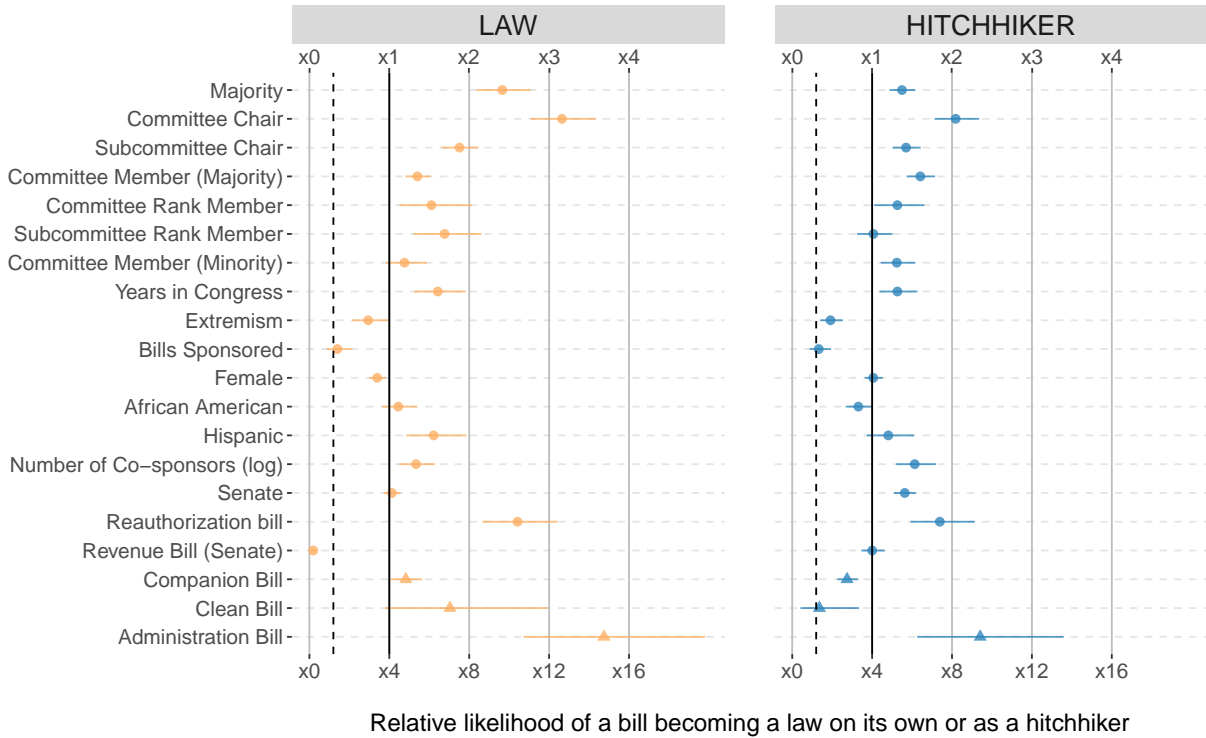 LAW HITCHHIKER
x0 x1 x2 x3 x4 x0 x1 x2 x3 x4
Majority
Committee Chair
Subcommittee Chair
Committee Member (Majority)
Committee Rank Member
Subcommittee Rank Member
Committee Member (Minority)
Years in Congress
Extremism
Bills Sponsored
Female
African American
Hispanic
Number of Co−sponsors (log)
Senate
Reauthorization bill
Revenue Bill (Senate)
Companion Bill
Clean Bill
Administration Bill
x0 x4 x8 x12 x16 x0 x4 x8 x12 x16
Relative likelihood of a bill becoming a law on its own or as a hitchhiker